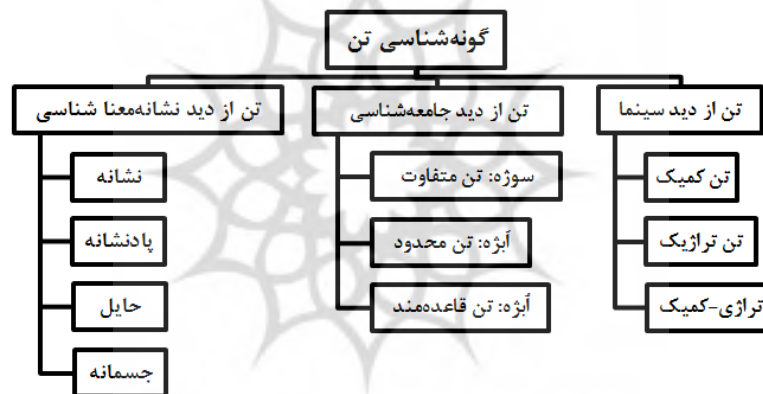 گونه‌شناسی تن
تن از دید سینما
تن کمیک
تن تراژیک
تراژی-کمیک
تن از دید جامعه‌شناسی
سوژه: تن متفاوت
اَبژه: تن محدود
اُبژه: تن قاعده‌مند
تن از دید نشانه‌معنا شناسی
نشانه
پادنشانه
حایل
جسمانه